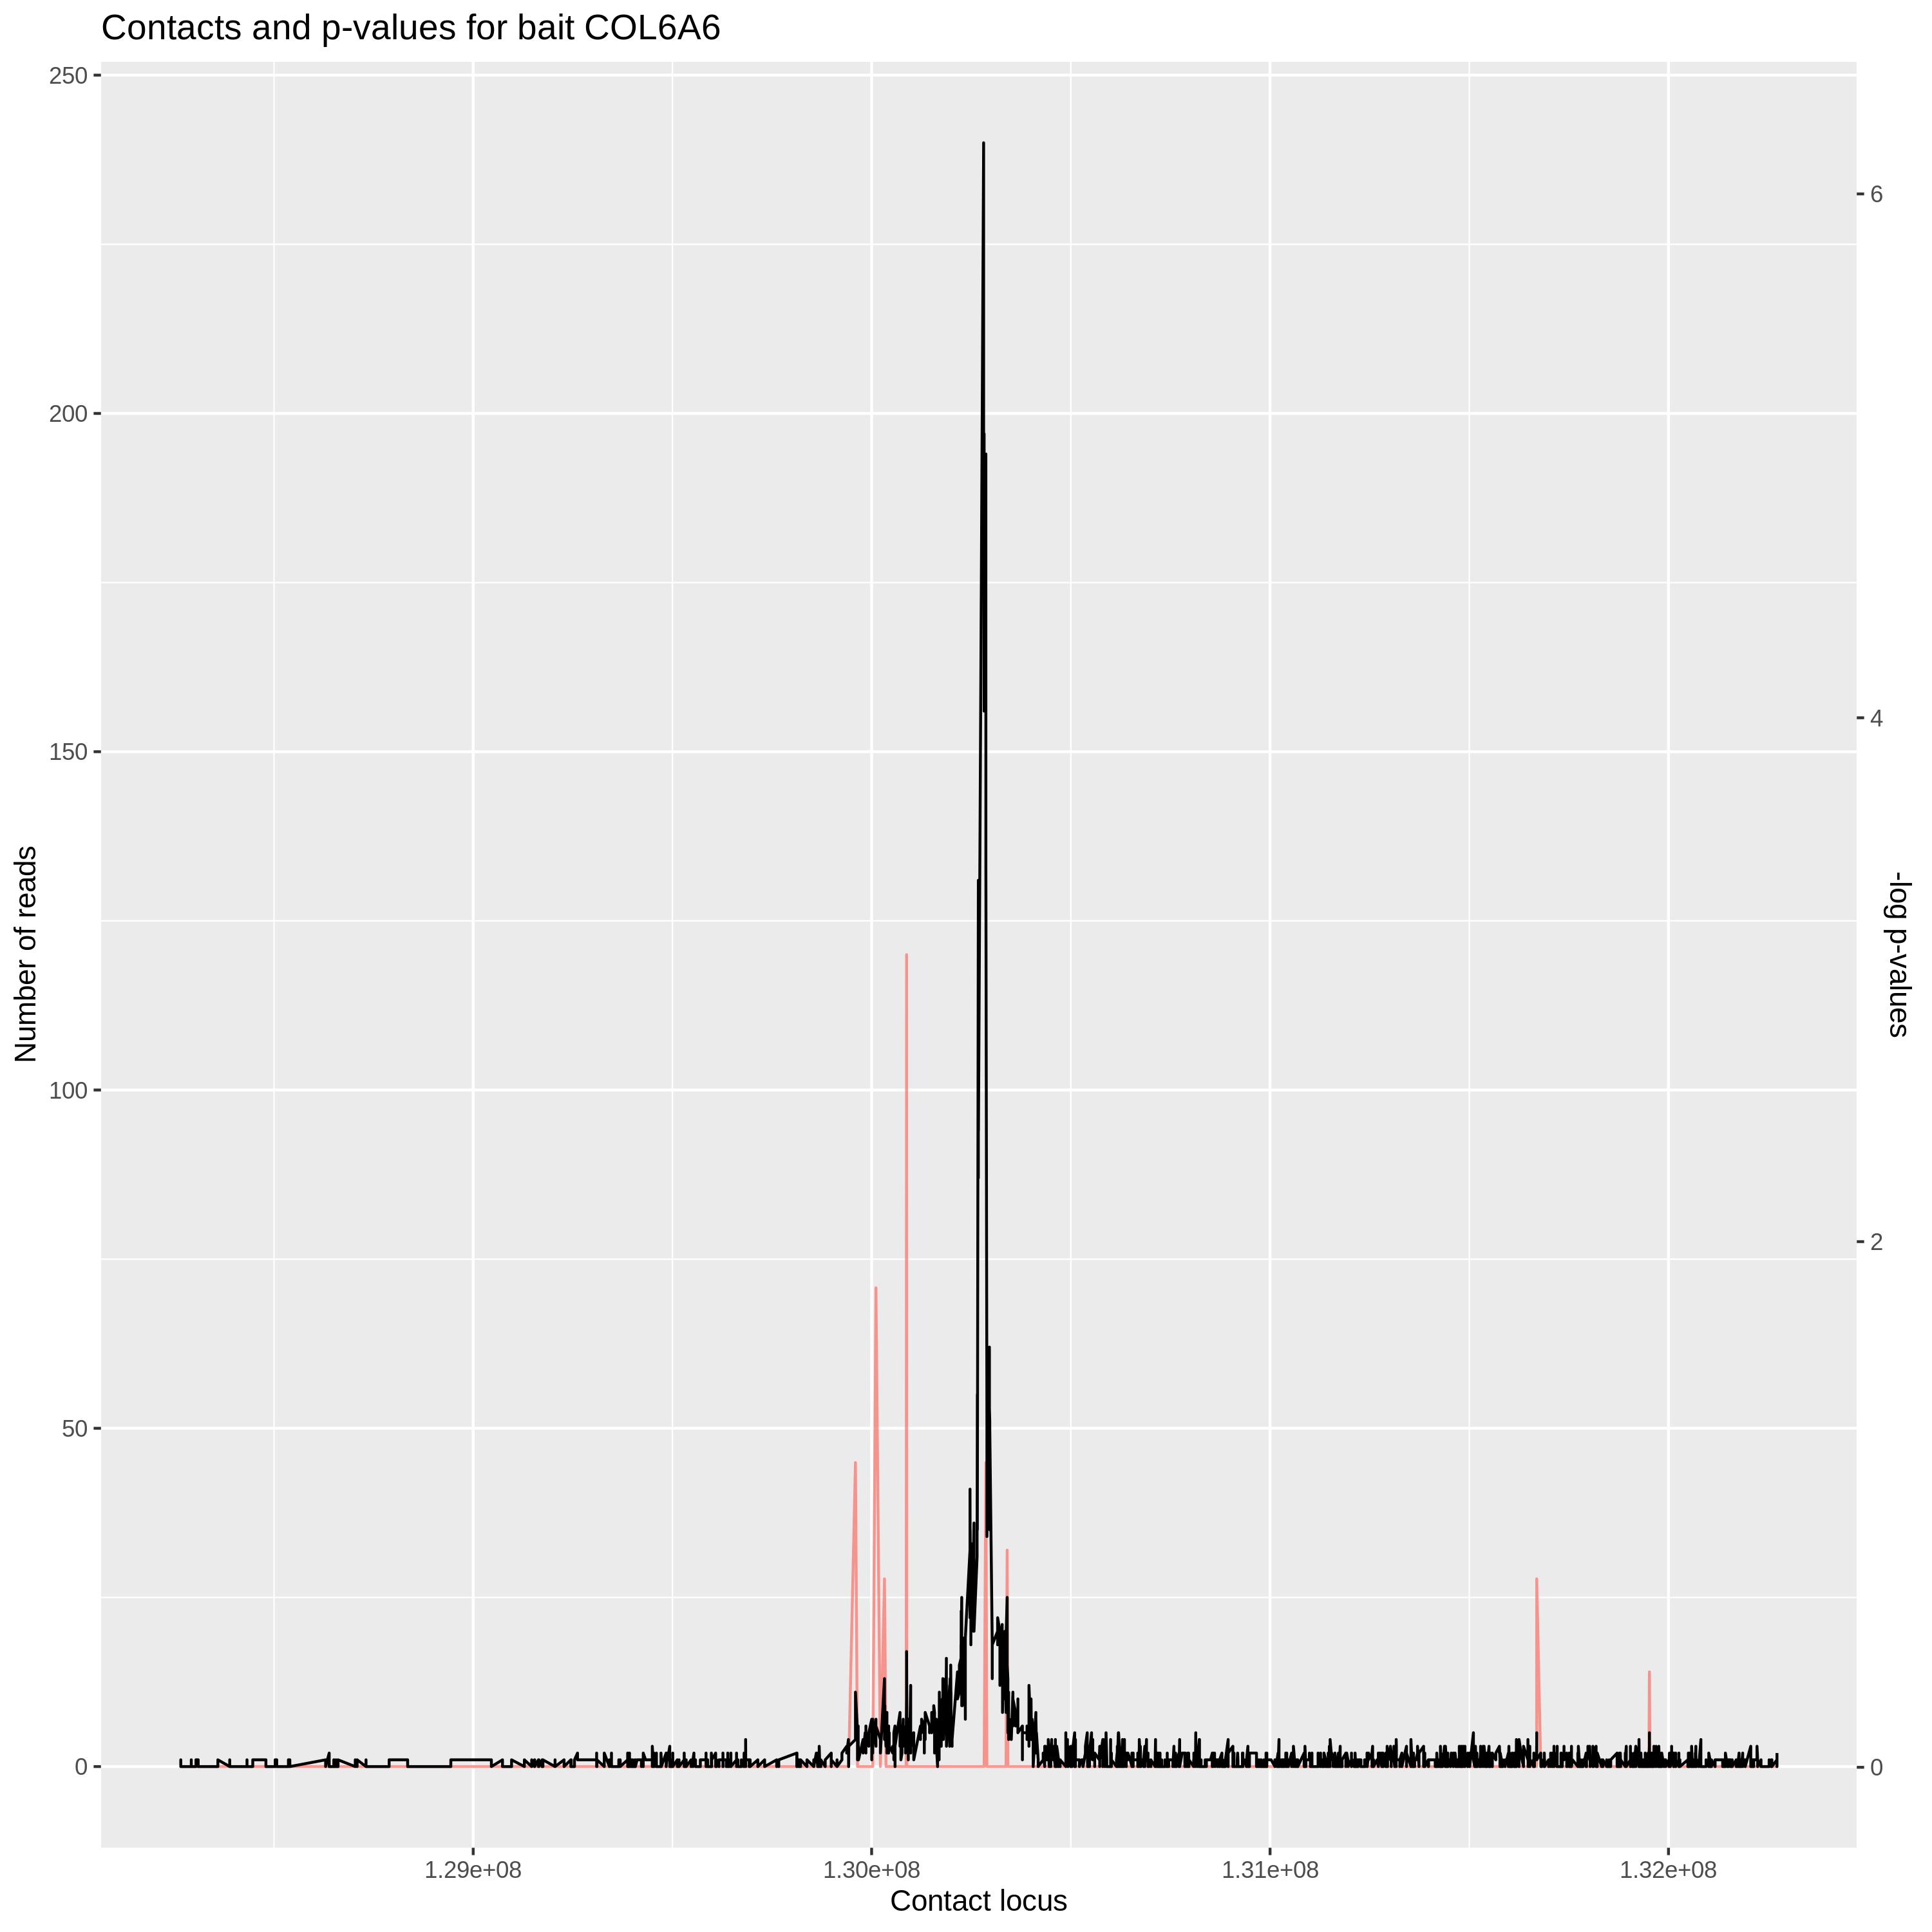 Contacts and p-values for bait COL6A6
250
200
150
100
50
0
Number of reads
6
4
2
0
-log p-values
1.29e+08
1.30e+08
1.31e+08
1.32e+08
Contact locus